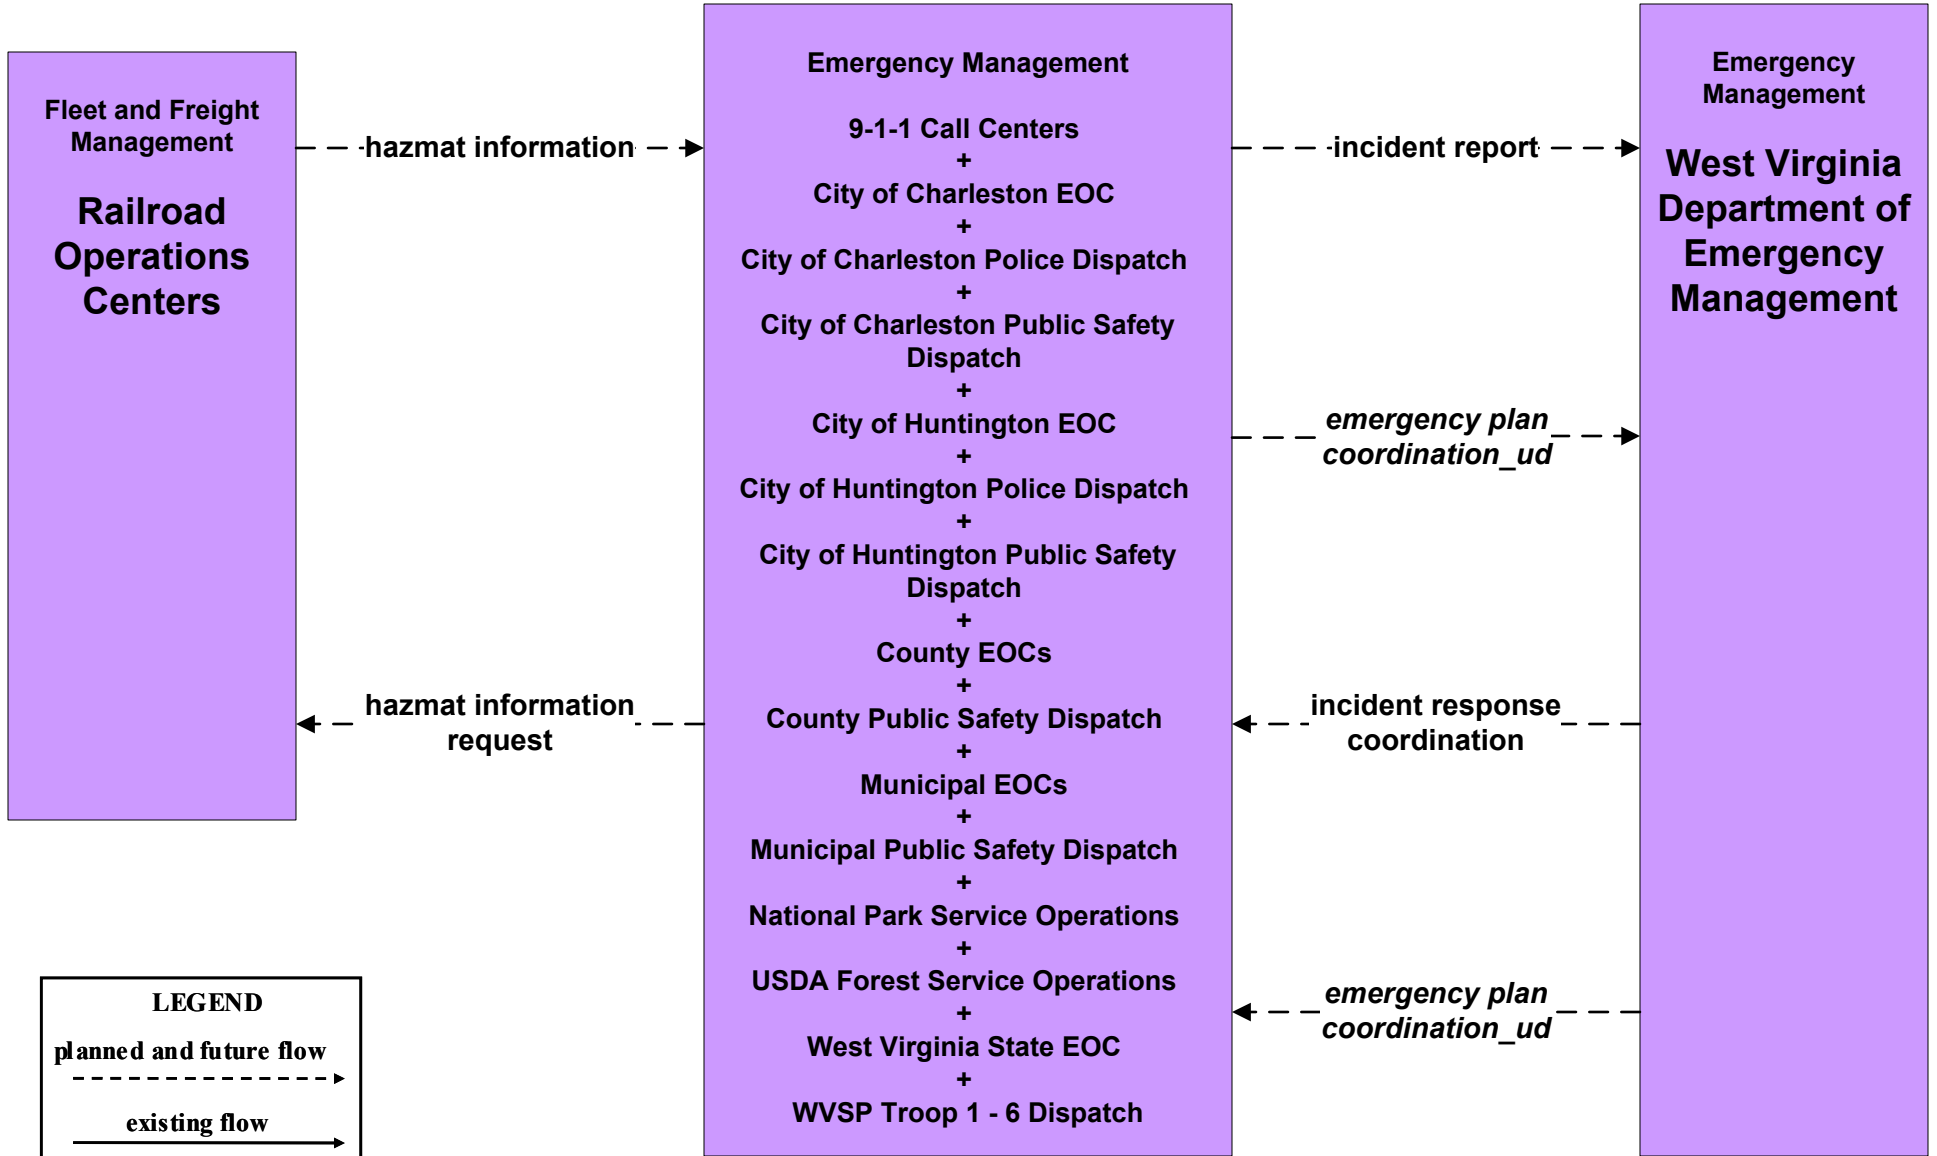 Fleet and Freight
Management
Railroad
Operations
Centers
hazmat information
hazmat information
request
Emergency Management
9-1-1 Call Centers
+
City of Charleston EOC
+
City of Charleston Police Dispatch
+
City of Charleston Public Safety
Dispatch
+
City of Huntington EOC
+
City of Huntington Police Dispatch
+
City of Huntington Public Safety
Dispatch
+
County EOCs
+
County Public Safety Dispatch
+
Municipal EOCs
+
Municipal Public Safety Dispatch
+
National Park Service Operations
+
USDA Forest Service Operations
+
West Virginia State EOC
+
WVSP Troop 1 - 6 Dispatch
incident report
emergency plan
coordination_ud
incident response
coordination
emergency plan
coordination_ud
Emergency
Management
West Virginia
Department of
Emergency
Management
LEGEND
planned and future flow
existing flow